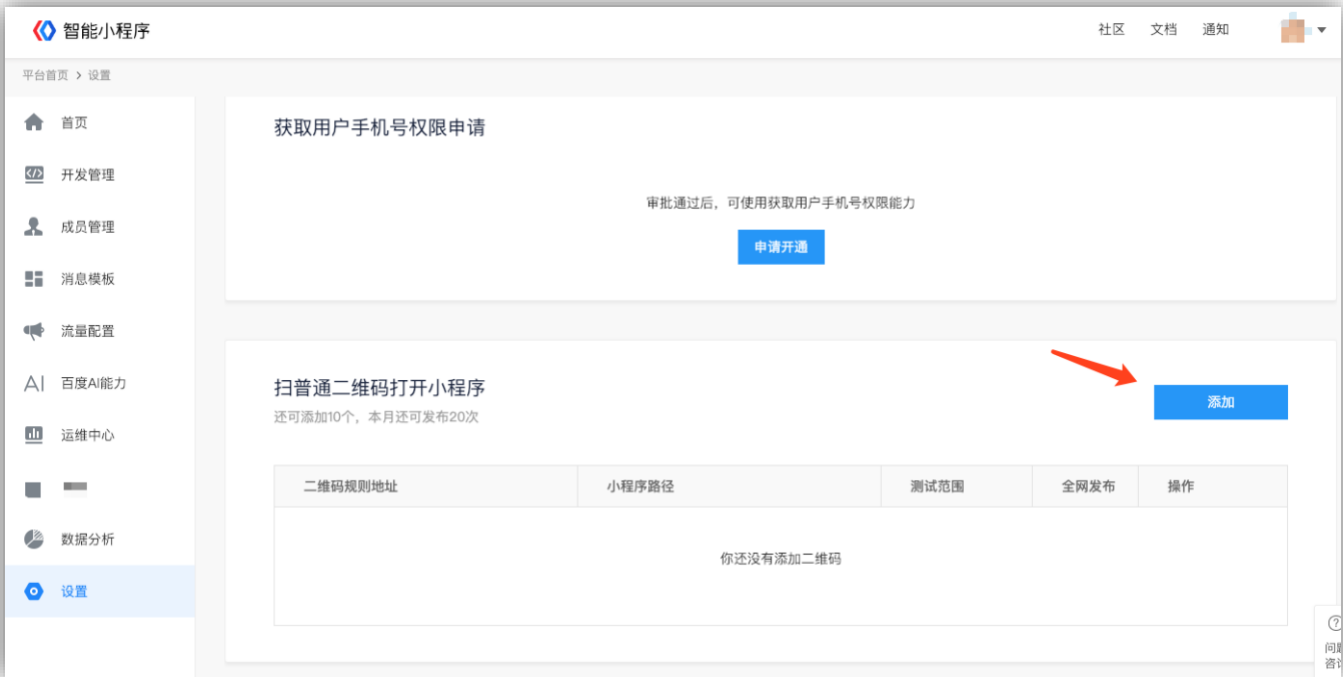 智能小程序
社区 文档 通知
平台首页 > 设置
首页
开发管理
成员管理
消息模板
流量配置
AI 百度AI能力
运维中心
数据分析
设置
获取用户手机号权限申请
审批通过后，可使用获取用户手机号权限能力
申请开通
扫普通二维码打开小程序
还可添加10个，本月还可发布20次
添加
二维码规则地址 小程序路径 测试范围 全网发布 操作
你还没有添加二维码
?
问
咨